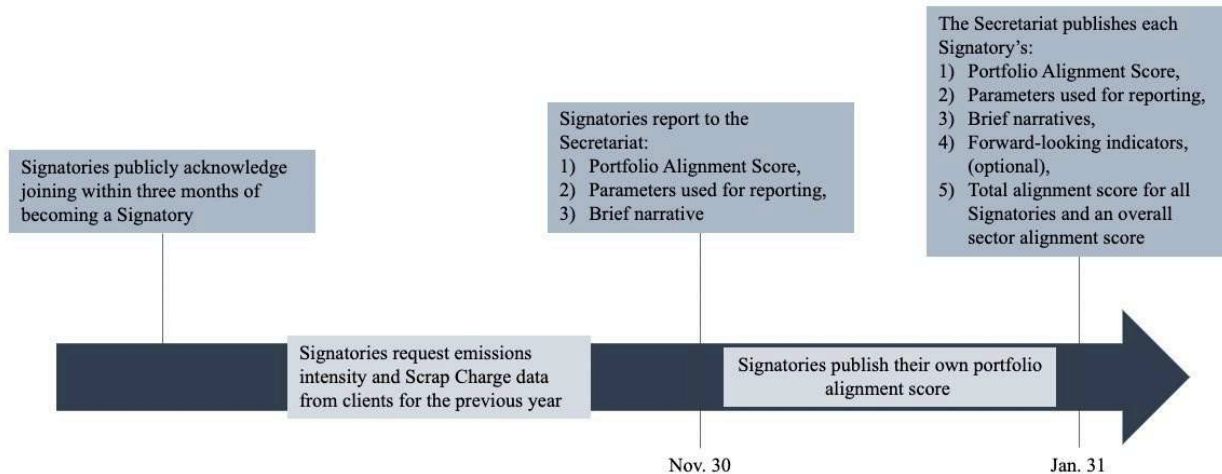 Signatories publicly acknowledge
joining within three months of
becoming a Signatory
Signatories report to the
Secretariat:
1) Portfolio Alignment Score,
2) Parameters used for reporting,
3) Brief narrative
The Secretariat publishes each
Signatory’s:
1) Portfolio Alignment Score,
2) Parameters used for reporting,
3) Brief narratives,
4) Forward-looking indicators,
(optional),
5) Total alignment score for all
Signatories and an overall
sector alignment score
Signatories request emissions
intensity and Scrap Charge data
from clients for the previous year
Signatories publish their own portfolio
alignment score
Nov. 30
Jan. 31